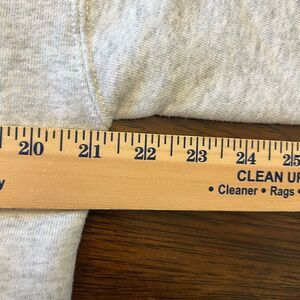 20 21 22 23 24 25
CLEAN UP
y • Cleaner • Rags •